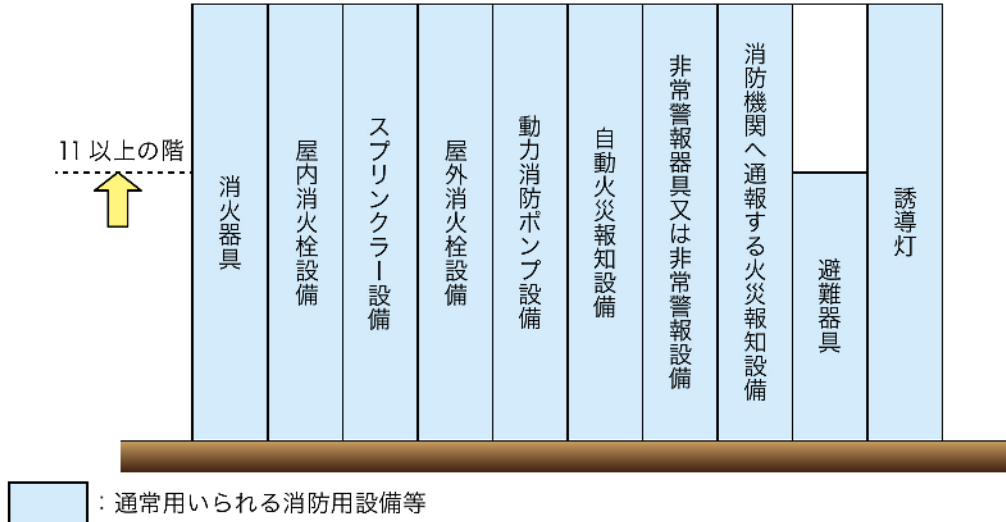 11 以上の階
消火器具
屋内消火栓設備
スプリンクラー設備
屋外消火栓設備
動力消防ポンプ設備
自動火災報知設備
非常警報器具又は非常警報設備
消防機関へ通報する火災報知設備
避難器具
誘導灯
：通常用いられる消防用設備等